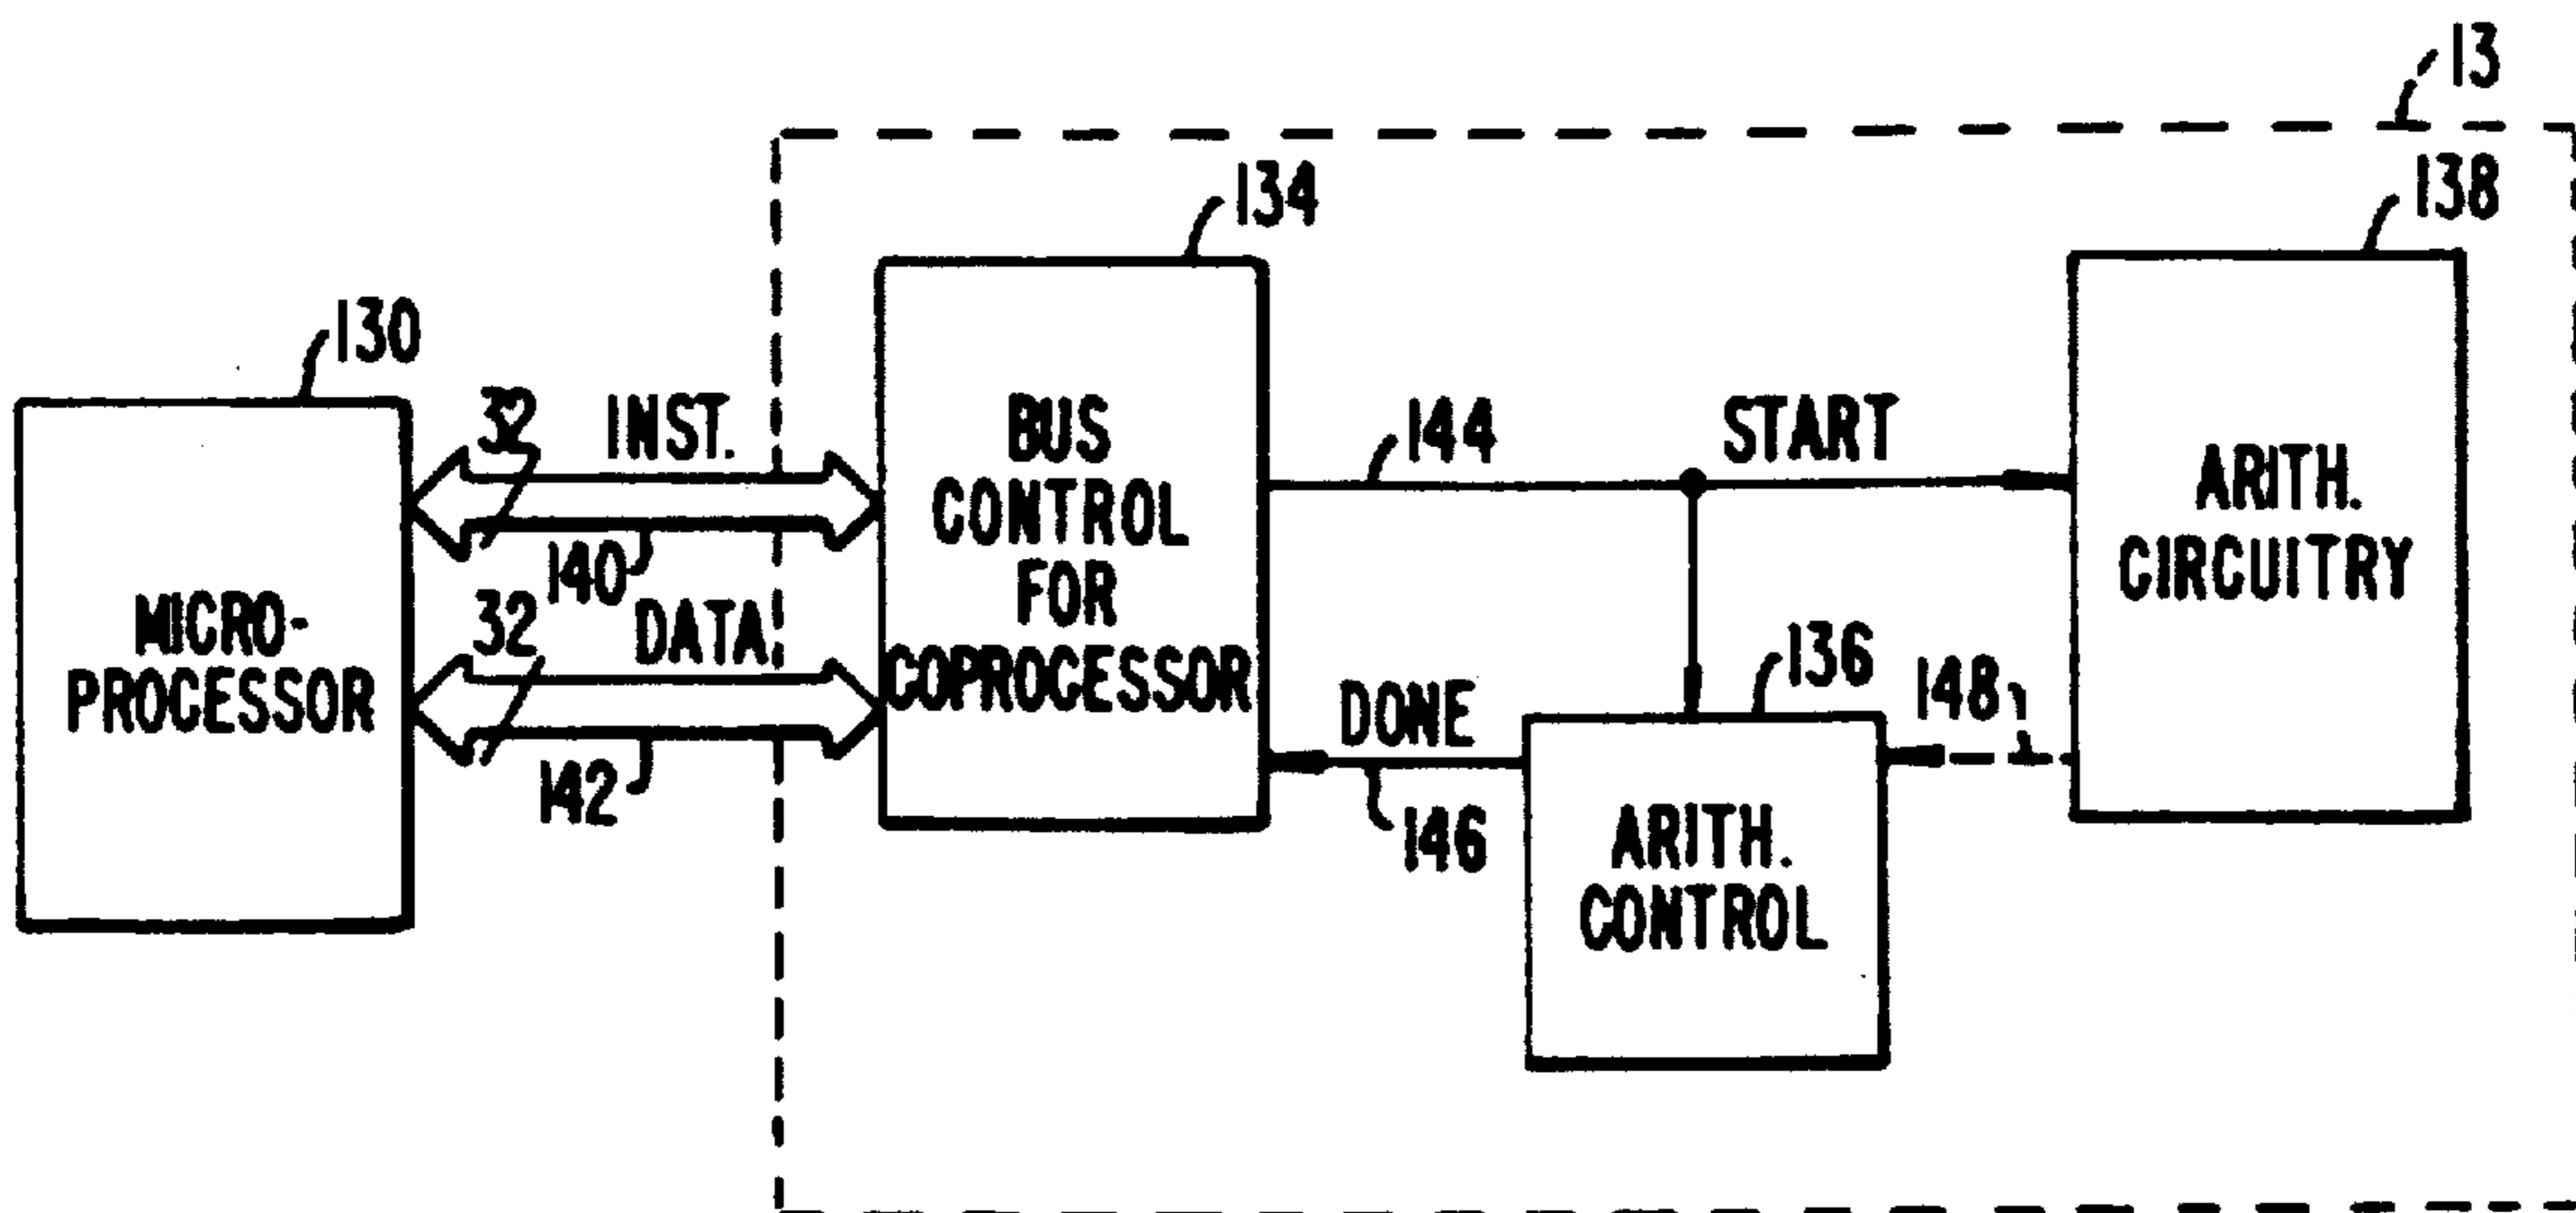 13
134
138
130
32
INST.
144
START
BUS
CONTROL
FOR
COPROCESSOR
ARITH.
CIRCUITRY
140
32
DATA
MICRO-
PROCESSOR
142
DONE
146
136
148
ARITH.
CONTROL